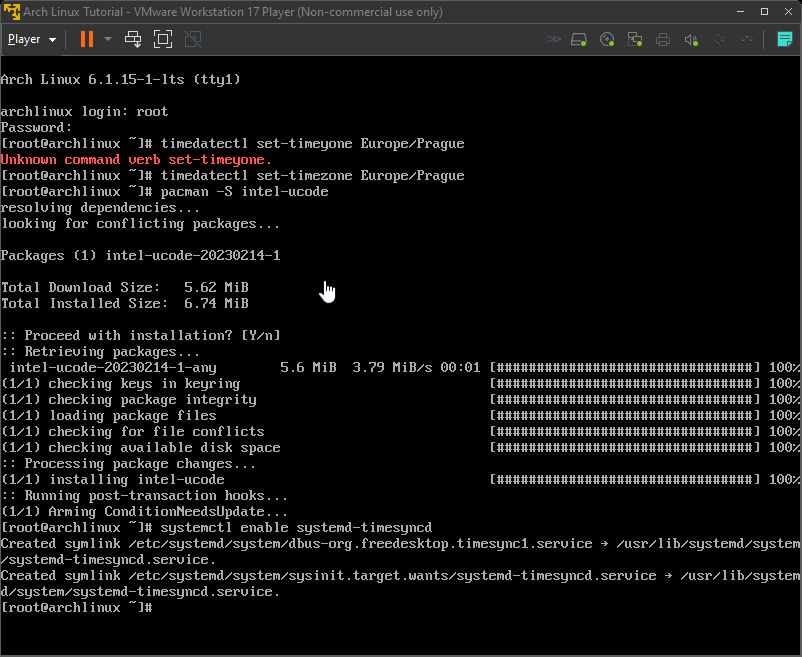 Arch Linux Tutorial - VMware Workstation 17 Player (Non-commercial use only)
Player
Arch Linux 6.1.15-1-lts (tty1)
archlinux login: root
Password:
[root@archlinux ~]# timedatectl set-timeyone Europe/Prague
Unknown command verb set-timeyone.
[root@archlinux ~]# timedatectl set-timezone Europe/Prague
[root@archlinux ~]# pacman -S intel-ucode
resolving dependencies...
looking for conflicting packages...
Packages (1) intel-ucode-20230214-1
Total Download Size:   5.62 MiB
Total Installed Size:  6.74 MiB
:: Proceed with installation? [Y/n]
:: Retrieving packages...
 intel-ucode-20230214-1-any        5.6 MiB  3.79 MiB/s 00:01 [################################] 100%
(1/1) checking keys in keyring                               [################################] 100%
(1/1) checking package integrity                             [################################] 100%
(1/1) loading package files                                  [################################] 100%
(1/1) checking for file conflicts                            [################################] 100%
(1/1) checking available disk space                          [################################] 100%
:: Processing package changes...
(1/1) installing intel-ucode                                 [################################] 100%
:: Running post-transaction hooks...
(1/1) Arming ConditionNeedsUpdate...
[root@archlinux ~]# systemctl enable systemd-timesyncd
Created symlink /etc/systemd/system/dbus-org.freedesktop.timesync1.service → /usr/lib/systemd/system
/systemd-timesyncd.service.
Created symlink /etc/systemd/system/sysinit.target.wants/systemd-timesyncd.service → /usr/lib/system
d/system/systemd-timesyncd.service.
[root@archlinux ~]#